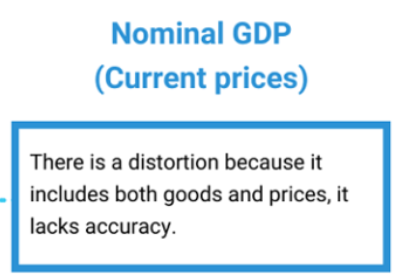 Nominal GDP
(Current prices)
There is a distortion because it
includes both goods and prices, it
lacks accuracy.